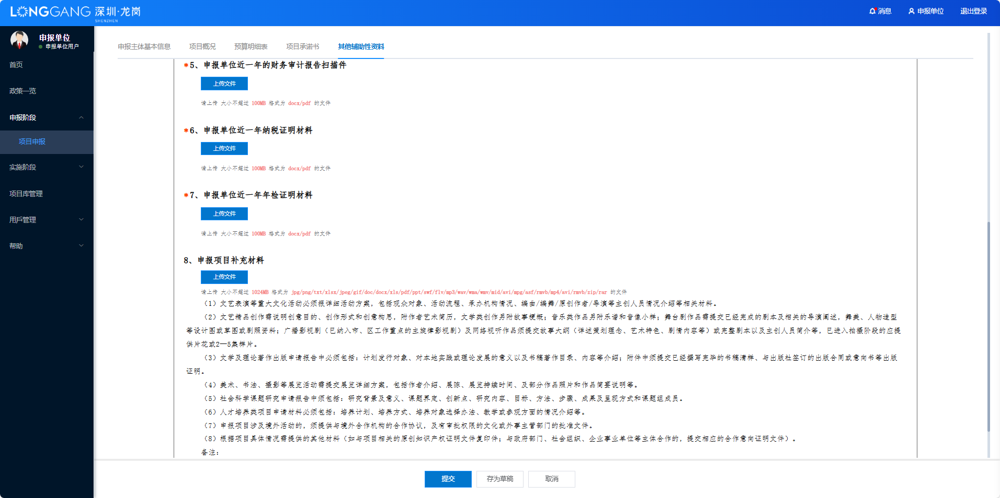 LONGGANG 深圳·龙岗
SHENZHEN
消息
申报单位
退出登录
申报单位
申报单位用户
首页
政策一览
申报阶段
项目申报
实施阶段
项目库管理
用戶管理
帮助
申报主体基本信息
项目概况
预算明细表
项目承诺书
其他辅助性资料
*5、申报单位近一年的财务审计报告扫描件
上传文件
请上传 大小不超过 100MB 格式为 docx/pdf 的文件
*6、申报单位近一年纳税证明材料
上传文件
请上传 大小不超过 100MB 格式为 docx/pdf 的文件
*7、申报单位近一年年检证明材料
上传文件
请上传 大小不超过 100MB 格式为 docx/pdf 的文件
8、申报项目补充材料
上传文件
请上传 大小不超过 1024MB 格式为 jpg/png/txt/xlsx/jpeg/gif/doc/docx/xls/pdf/ppt/swf/flv/mp3/wav/wma/wmv/mid/avi/mpg/asf/rmvb/mp4/avi/rmvb/zip/rar 的文件
（1）文艺表演等重大文化活动必须报详细活动方案，包括观众对象、活动流程、承办机构情况、编曲/编舞/原创作者/导演等主创人员情况介绍等相关材料。
（2）文艺精品创作需说明创意目的、创作形式和创意构思，附作者艺术简历，文学类创作另附故事梗概；音乐类作品另附乐谱和音像小样；舞台剧作品需提交已经完成的剧本及相关的导演阐述，舞美、人物造型
等设计图或草图或剧照资料；广播影视剧（已纳入市、区工作重点的主旋律影视剧）及网络视听作品须提交故事大纲（详述策划理念、艺术特色、剧情内容等）或完整剧本以及主创人员简介等，已进入拍摄阶段的应提
供片花或2—5集样片。
（3）文学及理论著作出版申请报告中必须包括：计划发行对象、对本地实践或理论发展的意义以及书稿著作目录、内容等介绍；附件中须提交已经撰写完毕的书稿清样、与出版社签订的出版合同或意向书等出版
证明。
（4）美术、书法、摄影等展览活动需提交展览详细方案，包括作者介绍、展陈、展览持续时间、及部分作品照片和作品简要说明等。
（5）社会科学课题研究申请报告中须包括：研究背景及意义、课题界定、创新点、研究内容、目标、方法、步骤、成果及呈现方式和课题组成员。
（6）人才培养类项目申请材料必须包括：培养计划、培养方式、培养对象选择办法、教学或参观方面的情况介绍等。
（7）申报项目涉及境外活动的，须提供与境外合作机构的合作协议，及有审批权限的文化或外事主管部门的批准文件。
（8）根据项目具体情况需提供的其他材料（如与项目相关的原创知识产权证明文件复印件；与政府部门、社会组织、企业事业单位等主体合作的，提交相应的合作意向证明文件）。
备注：
提交
存为草稿
取消